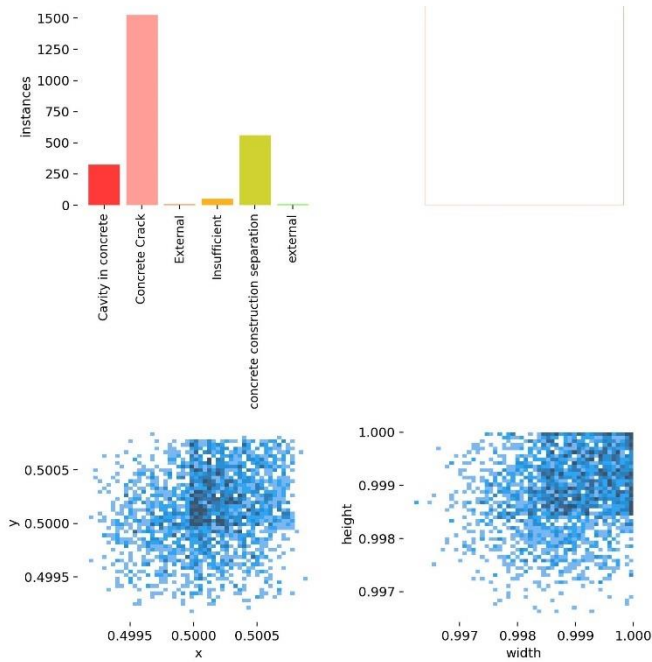 1500
1250
1000
750
500
250
0
instances
Cavity in concrete
Concrete Crack
External
Insufficient
concrete construction separation
external
0.5005
0.5000
0.4995
y
0.4995 0.5000 0.5005
x
1.000
0.999
0.998
0.997
height
0.997 0.998 0.999 1.000
width